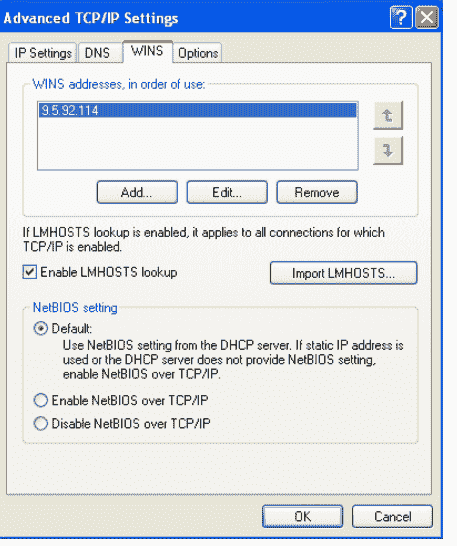 Advanced TCP/IP Settings
IP Settings DNS WINS Options
WINS addresses, in order of use:
9.5.92.114
Add... Edit... Remove
If LMHOSTS lookup is enabled, it applies to all connections for which
TCP/IP is enabled.
Enable LMHOSTS lookup Import LMHOSTS...
NetBIOS setting
Default:
Use NetBIOS setting from the DHCP server. If static IP address is
used or the DHCP server does not provide NetBIOS setting,
enable NetBIOS over TCP/IP.
Enable NetBIOS over TCP/IP
Disable NetBIOS over TCP/IP
OK Cancel